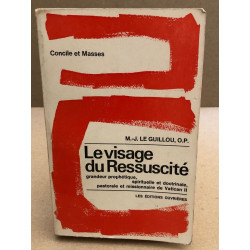 Concile et Masses
M.-J. LE GUILLOU, O.P.
Le visage
du Ressuscité
grandeur prophétique,
spirituelle et doctrinale,
pastorale et missionnaire de Vatican II
LES ÉDITIONS OUVRIÈRES